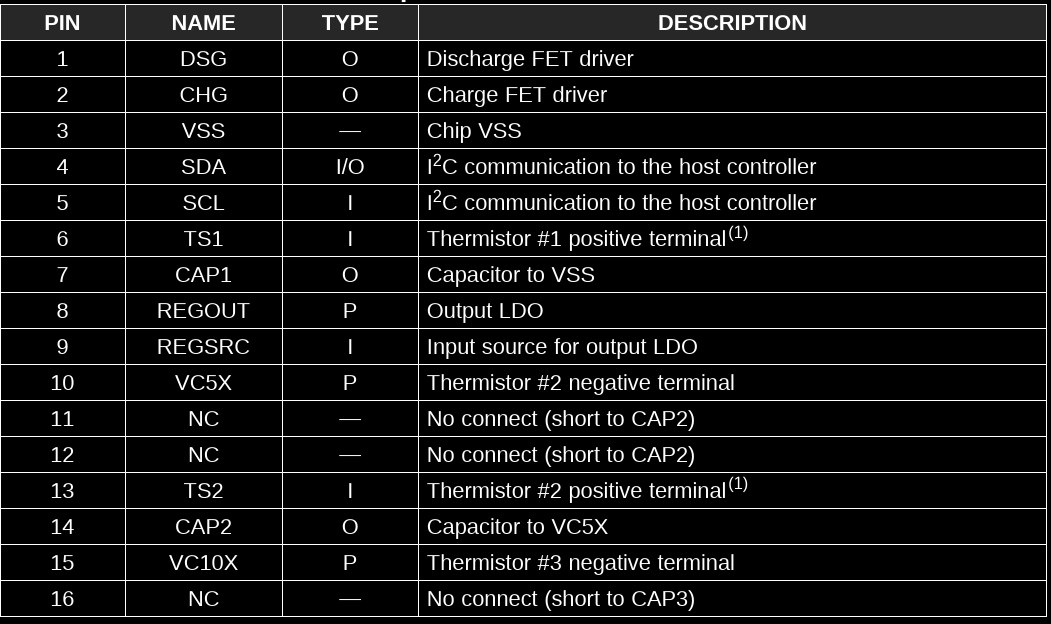 PIN NAME TYPE DESCRIPTION
1 DSG O Discharge FET driver
2 CHG O Charge FET driver
3 VSS — Chip VSS
4 SDA I/O I²C communication to the host controller
5 SCL I I²C communication to the host controller
6 TS1 I Thermistor #1 positive terminal(1)
7 CAP1 O Capacitor to VSS
8 REGOUT P Output LDO
9 REGSRC I Input source for output LDO
10 VC5X P Thermistor #2 negative terminal
11 NC — No connect (short to CAP2)
12 NC — No connect (short to CAP2)
13 TS2 I Thermistor #2 positive terminal(1)
14 CAP2 O Capacitor to VC5X
15 VC10X P Thermistor #3 negative terminal
16 NC — No connect (short to CAP3)